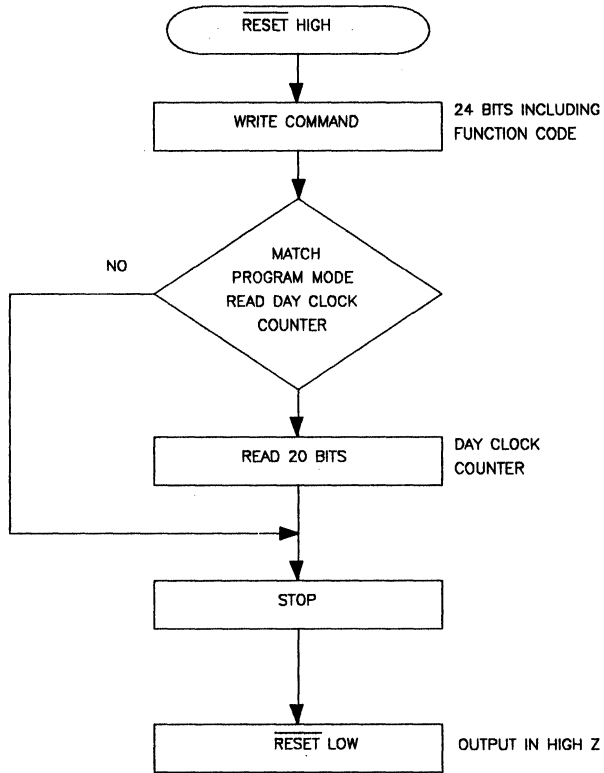 RESET HIGH
WRITE COMMAND
24 BITS INCLUDING
FUNCTION CODE
MATCH
PROGRAM MODE
READ DAY CLOCK
COUNTER
NO
READ 20 BITS
DAY CLOCK
COUNTER
STOP
RESET LOW
OUTPUT IN HIGH Z